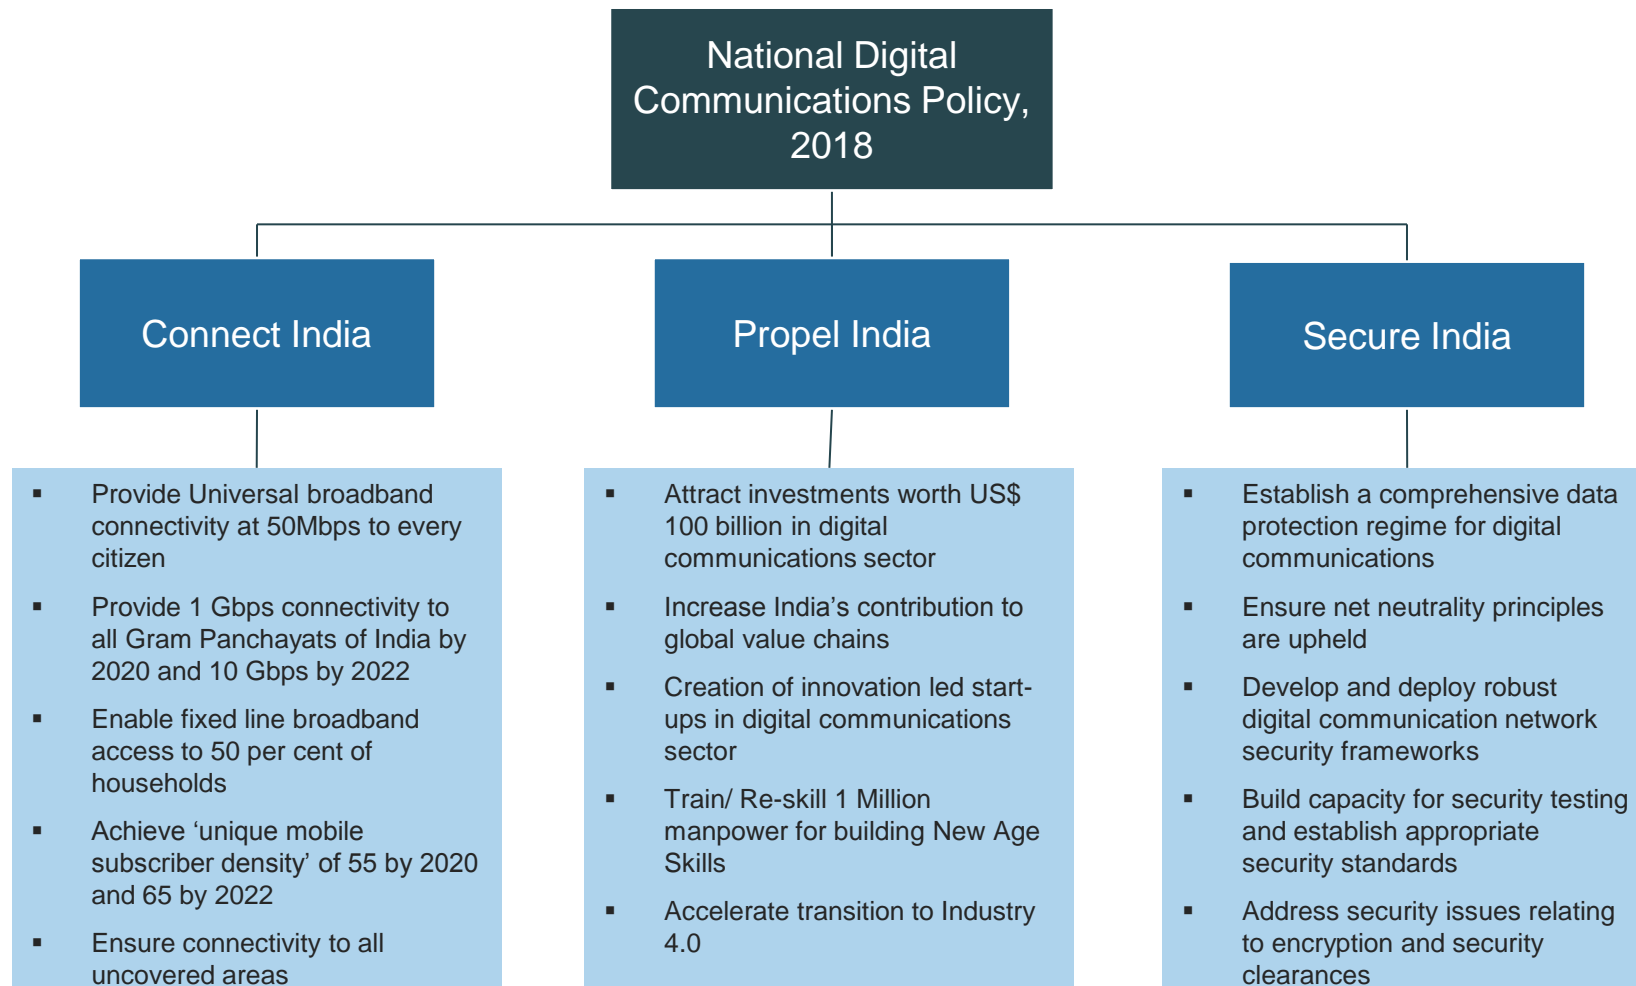 National Digital
Communications Policy,
2018
Connect India
Propel India
Secure India
▪ Provide Universal broadband
connectivity at 50Mbps to every
citizen
▪ Provide 1 Gbps connectivity to
all Gram Panchayats of India by
2020 and 10 Gbps by 2022
▪ Enable fixed line broadband
access to 50 per cent of
households
▪ Achieve ‘unique mobile
subscriber density’ of 55 by 2020
and 65 by 2022
▪ Ensure connectivity to all
uncovered areas
▪ Attract investments worth US$
100 billion in digital
communications sector
▪ Increase India’s contribution to
global value chains
▪ Creation of innovation led start-
ups in digital communications
sector
▪ Train/ Re-skill 1 Million
manpower for building New Age
Skills
▪ Accelerate transition to Industry
4.0
▪ Establish a comprehensive data
protection regime for digital
communications
▪ Ensure net neutrality principles
are upheld
▪ Develop and deploy robust
digital communication network
security frameworks
▪ Build capacity for security testing
and establish appropriate
security standards
▪ Address security issues relating
to encryption and security
clearances